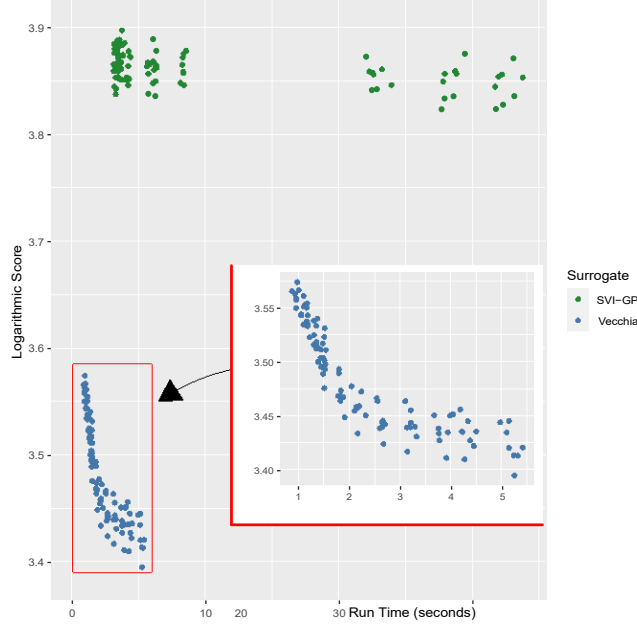 3.9
3.8
3.7
3.6
3.5
3.4
Logarithmic Score
0 10 20 30
Run Time (seconds)
3.55
3.50
3.45
3.40
1 2 3 4 5
Surrogate
SVI−GP
Vecchia